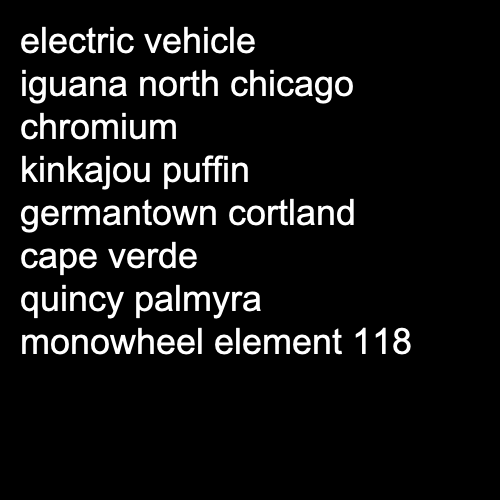 electric vehicle
iguana north chicago
chromium
kinkajou puffin
germantown cortland
cape verde
quincy palmyra
monowheel element 118